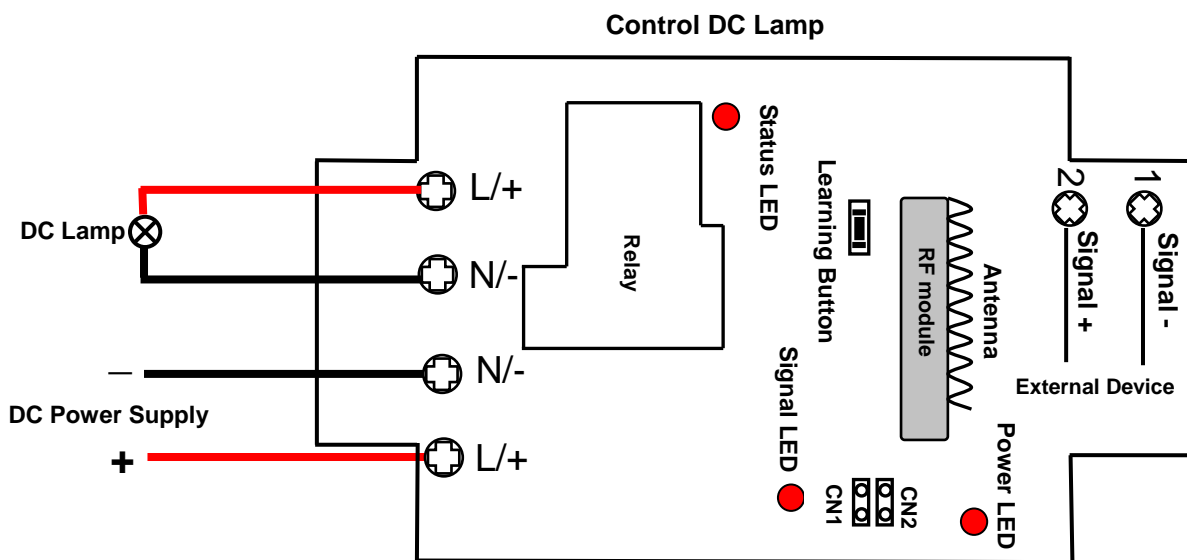 Control DC Lamp
Status LED
L/+
DC Lamp
N/-
Relay
Learning Button
RF module
Antenna
2
1
Signal +
Signal -
External Device
−
N/-
DC Power Supply
+
L/+
Signal LED
CN1
CN2
Power LED